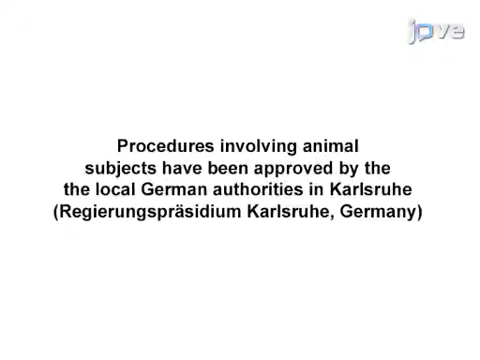 jove
Procedures involving animal
subjects have been approved by the
the local German authorities in Karlsruhe
(Regierungspräsidium Karlsruhe, Germany)